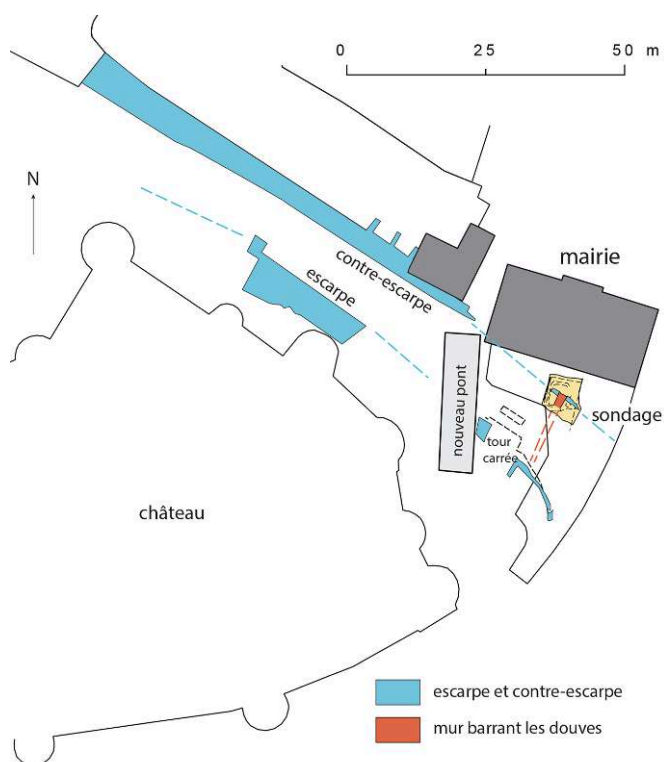 0 25 50 m
N
contre-escarpe
escarpe
mairie
nouveau pont
sondage
tour
carrée
château
escarpe et contre-escarpe
mur barrant les douves